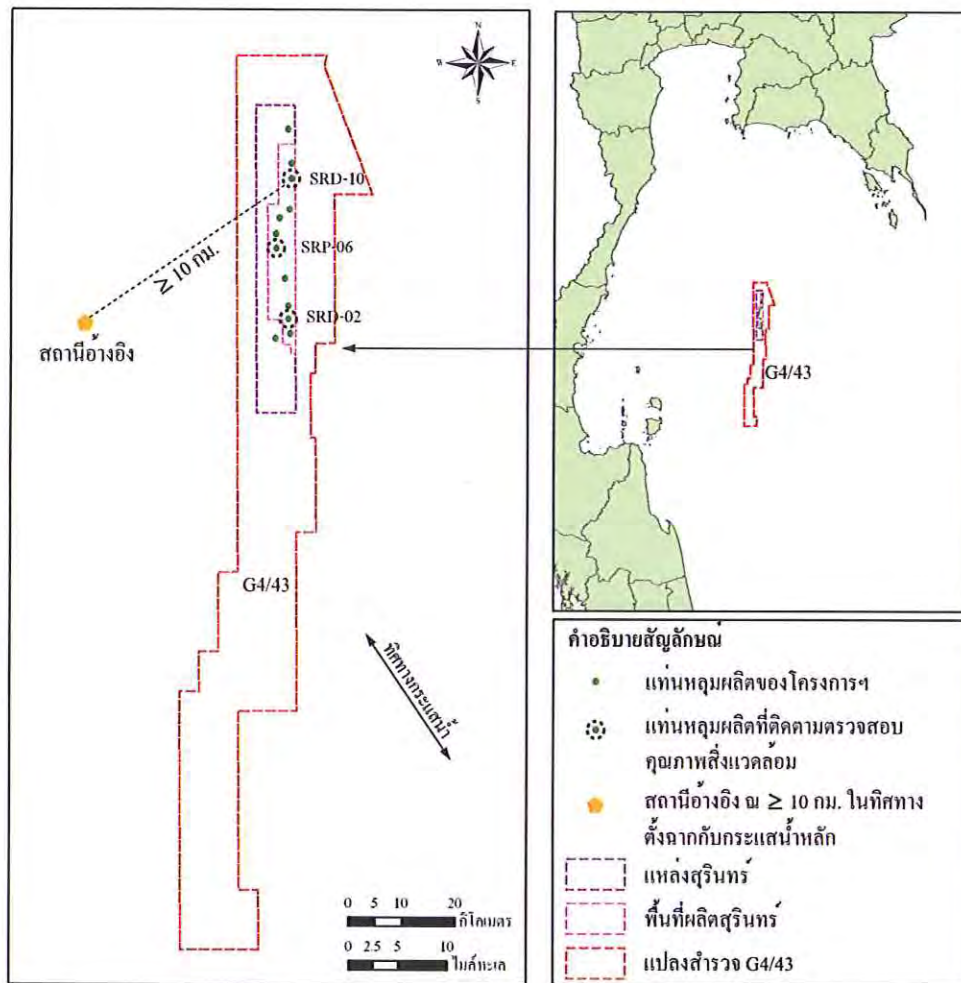 N
W E
S
SRD-10
SRP-06
≥ 10 กม.
SRD-02
สถานีอ้างอิง
G4/43
ทิศทางกระแสน้ำ
0 5 10 20
กิโลเมตร
0 2.5 5 10
ไมล์ทะเล
G4/43
คำอธิบายสัญลักษณ์
แท่นหลุมผลิตของโครงการฯ
แท่นหลุมผลิตที่ติดตามตรวจสอบ
คุณภาพสิ่งแวดล้อม
สถานีอ้างอิง ณ ≥ 10 กม. ในทิศทาง
ตั้งฉากกับกระแสน้ำหลัก
แหล่งสุรินทร์
พื้นที่ผลิตสุรินทร์
แปลงสำรวจ G4/43